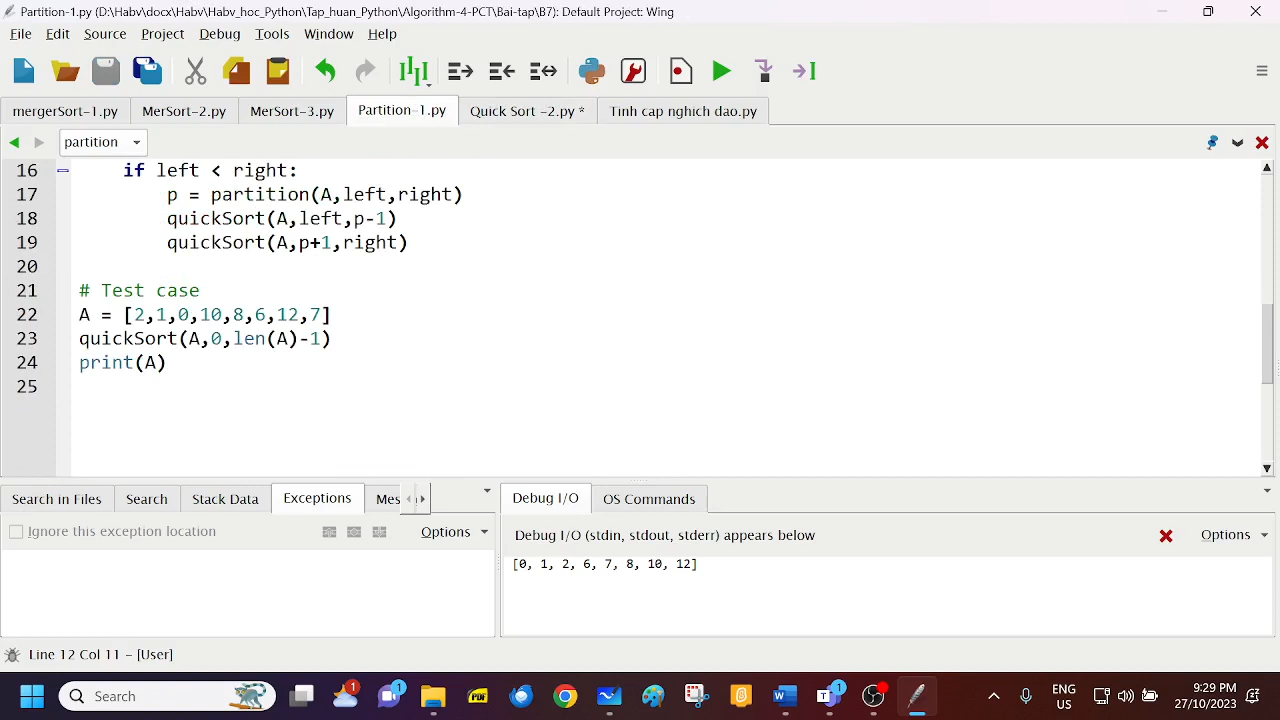 Partition-1.py (D:\Habv\docx\Habv\Habv_hoc_Python\Tap_huan_Python\Algorithm-4-PCT\Bai-tap\B7): Default Project: Wing
File Edit Source Project Debug Tools Window Help
mergerSort-1.py MerSort-2.py MerSort-3.py Partition-1.py Quick Sort -2.py * Tinh cap nghich dao.py
partition
16 if left < right:
17 p = partition(A,left,right)
18 quickSort(A,left,p-1)
19 quickSort(A,p+1,right)
20
21 # Test case
22 A = [2,1,0,10,8,6,12,7]
23 quickSort(A,0,len(A)-1)
24 print(A)
25
Search in Files Search Stack Data Exceptions Mes Debug I/O OS Commands
Ignore this exception location Options Debug I/O (stdin, stdout, stderr) appears below Options
[0, 1, 2, 6, 7, 8, 10, 12]
Line 12 Col 11 - [User]
Search PDF 1 1 1 ENG US 9:29 PM 27/10/2023